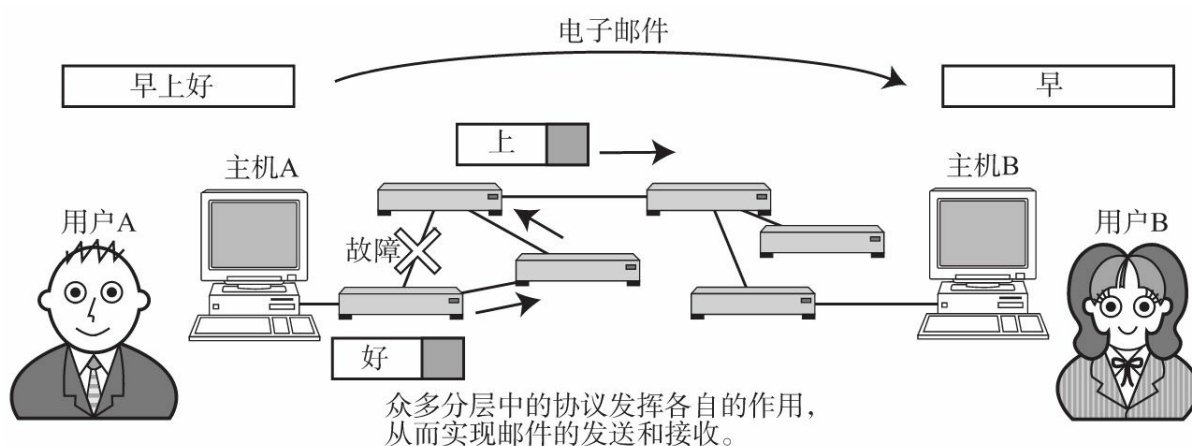 电子邮件
早上好
早
上
主机A
主机B
用户A
用户B
故障
好
众多分层中的协议发挥各自的作用，
从而实现邮件的发送和接收。